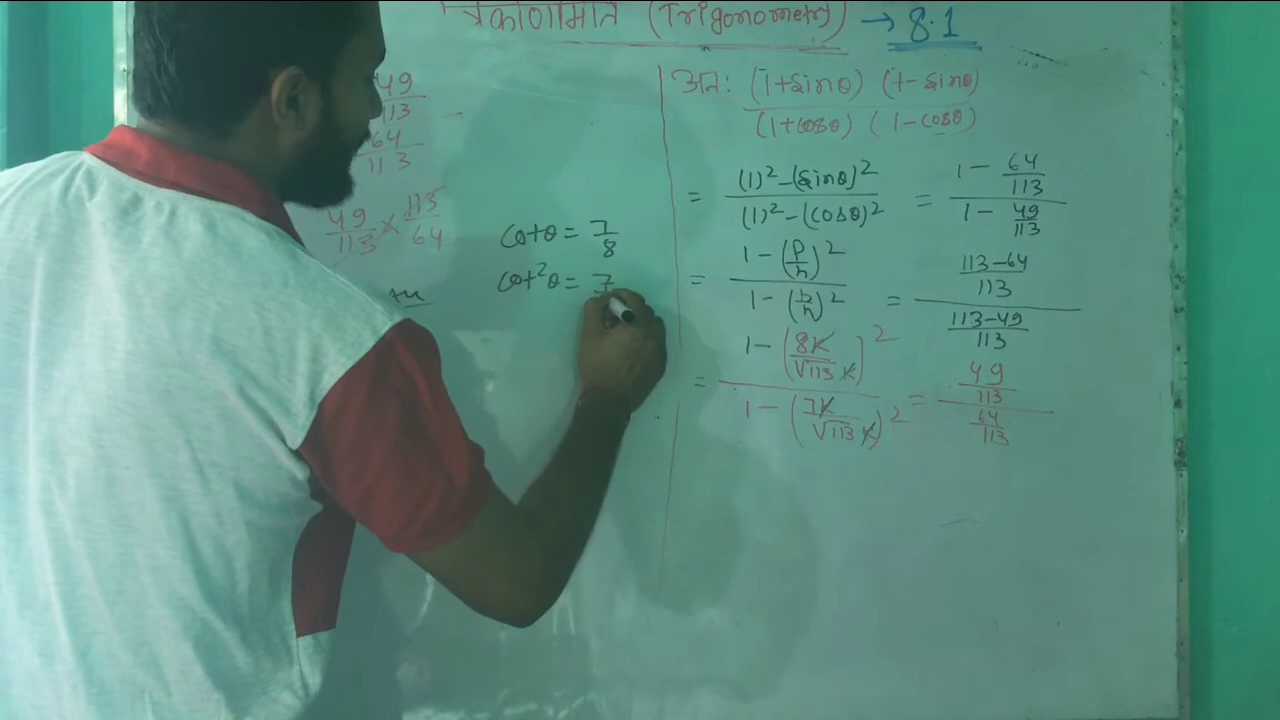 त्रिकोणमिति (Trigonometry) → 8.1
49
113
64
113
49/113 × 113/64
cotθ = 7/8
cot²θ = 7
अतः (1+sinθ) (1-sinθ)
(1+cosθ) (1-cosθ)
= (1)²-(sinθ)² / (1)²-(cosθ)² = 1 - 64/113 / 1 - 49/113
= 1 - (P/h)² / 1 - (b/h)² = 113-64/113 / 113-49/113
= 1 - (8K/√113 K)² / 1 - (7K/√113 K)² = 49/113 / 64/113